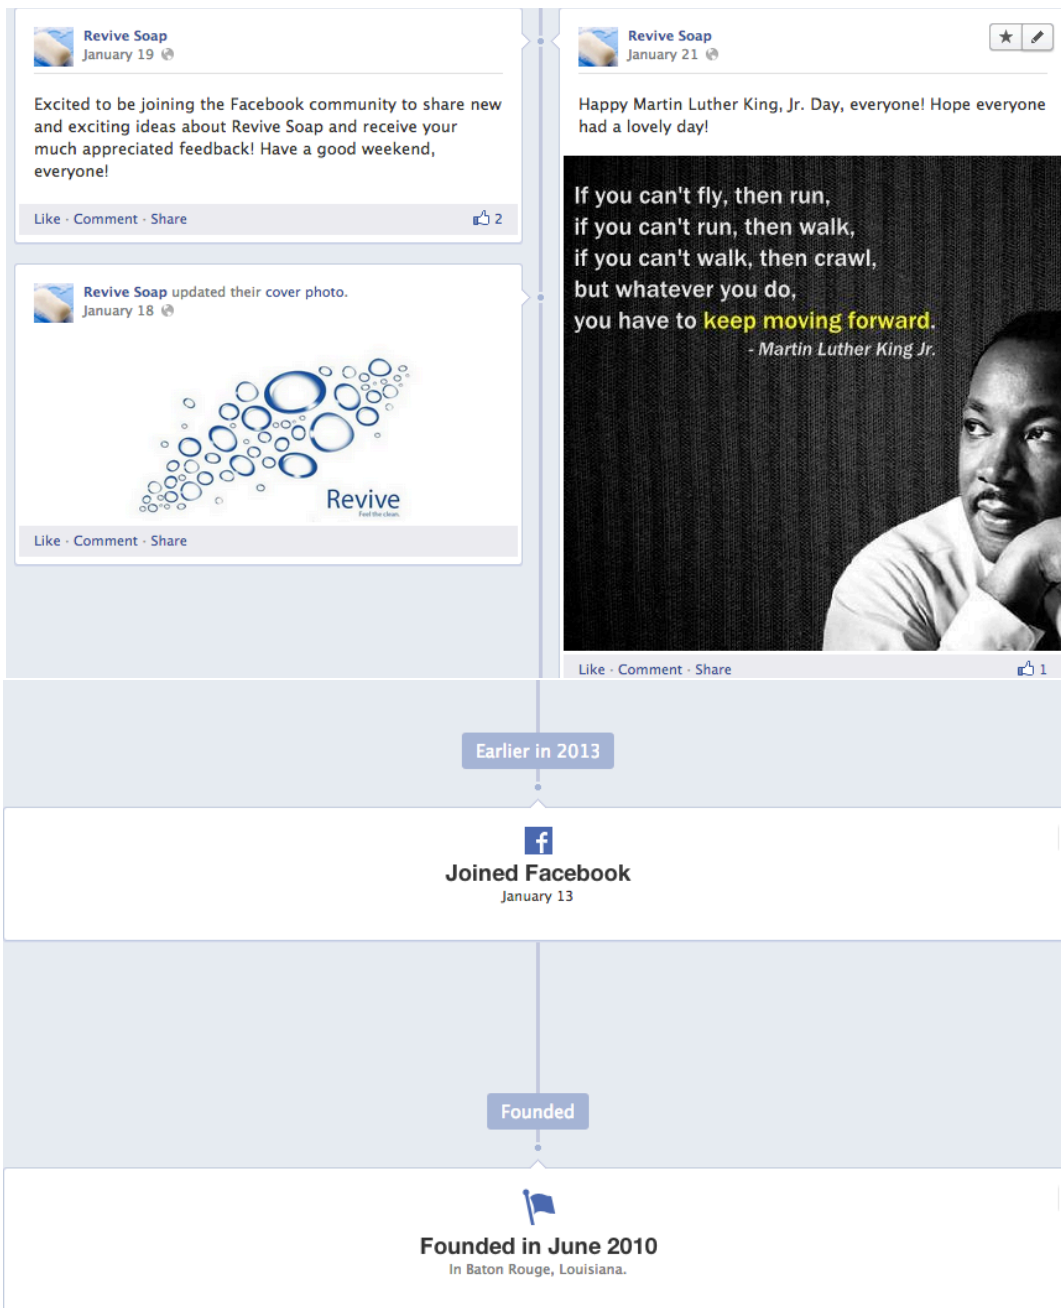 Revive Soap
January 19
Excited to be joining the Facebook community to share new
and exciting ideas about Revive Soap and receive your
much appreciated feedback! Have a good weekend,
everyone!
Like · Comment · Share
2
Revive Soap updated their cover photo.
January 18
Revive
Feel the clean.
Like · Comment · Share
Revive Soap
January 21
Happy Martin Luther King, Jr. Day, everyone! Hope everyone
had a lovely day!
If you can't fly, then run,
if you can't run, then walk,
if you can't walk, then crawl,
but whatever you do,
you have to keep moving forward.
- Martin Luther King Jr.
Like · Comment · Share
1
Earlier in 2013
f
Joined Facebook
January 13
Founded
Founded in June 2010
In Baton Rouge, Louisiana.